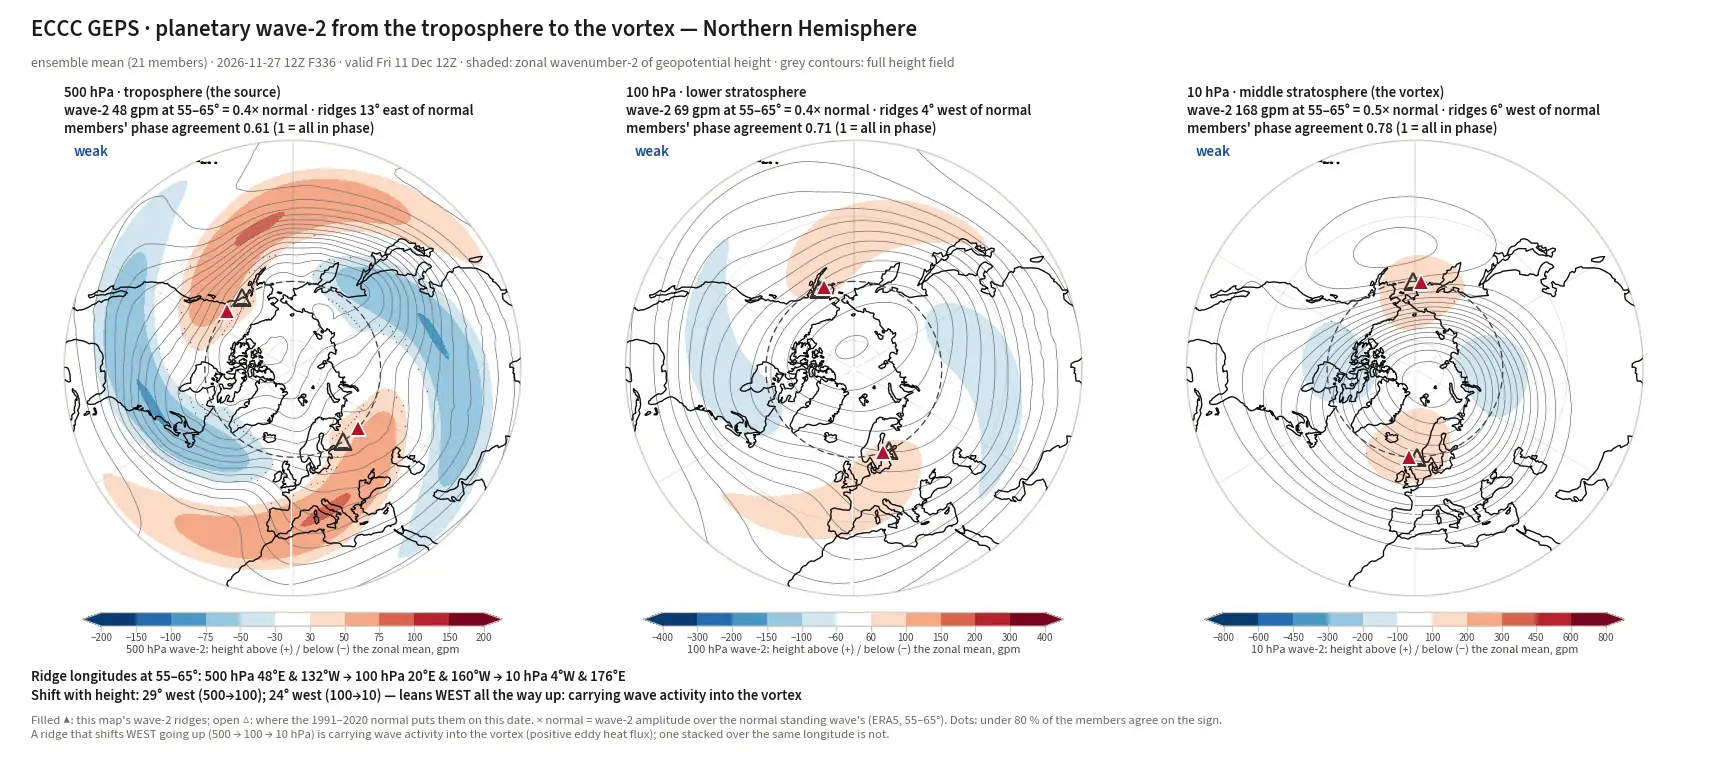 ECCC GEPS · planetary wave-2 from the troposphere to the vortex — Northern Hemisphere
ensemble mean (21 members) · 2026-11-27 12Z F336 · valid Fri 11 Dec 12Z · shaded: zonal wavenumber-2 of geopotential height · grey contours: full height field
500 hPa · troposphere (the source)
wave-2 48 gpm at 55–65° = 0.4× normal · ridges 13° east of normal
members' phase agreement 0.61 (1 = all in phase)
weak
100 hPa · lower stratosphere
wave-2 69 gpm at 55–65° = 0.4× normal · ridges 4° west of normal
members' phase agreement 0.71 (1 = all in phase)
weak
10 hPa · middle stratosphere (the vortex)
wave-2 168 gpm at 55–65° = 0.5× normal · ridges 6° west of normal
members' phase agreement 0.78 (1 = all in phase)
weak
−200 −150 −100 −75 −50 −30 30 50 75 100 150 200
500 hPa wave-2: height above (+) / below (−) the zonal mean, gpm
−400 −300 −200 −150 −100 −60 60 100 150 200 300 400
100 hPa wave-2: height above (+) / below (−) the zonal mean, gpm
−800 −600 −450 −300 −200 −100 100 200 300 450 600 800
10 hPa wave-2: height above (+) / below (−) the zonal mean, gpm
Ridge longitudes at 55–65°: 500 hPa 48°E & 132°W → 100 hPa 20°E & 160°W → 10 hPa 4°W & 176°E
Shift with height: 29° west (500→100); 24° west (100→10) — leans WEST all the way up: carrying wave activity into the vortex
Filled ▲: this map's wave-2 ridges; open △: where the 1991–2020 normal puts them on this date. × normal = wave-2 amplitude over the normal standing wave's (ERA5, 55–65°). Dots: under 80 % of the members agree on the sign.
A ridge that shifts WEST going up (500 → 100 → 10 hPa) is carrying wave activity into the vortex (positive eddy heat flux); one stacked over the same longitude is not.